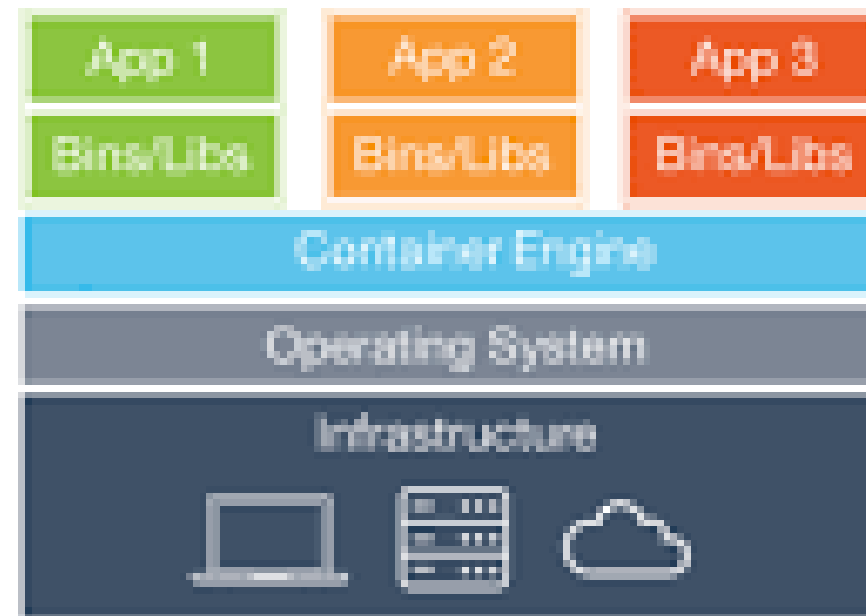 App 1 App 2 App 3
Bins/Libs Bins/Libs Bins/Libs
Container Engine
Operating System
Infrastructure